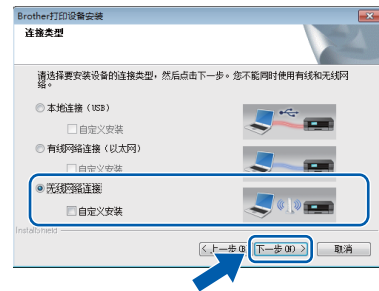 Brother打印设备安装
连接类型
请选择要安装设备的连接类型，然后点击下一步。您不能同时使用有线和无线网
络。
本地连接（USB）
自定义安装
有线网络连接（以太网）
自定义安装
无线网络连接
自定义安装
InstallShield
<上一步(B) 下一步(N) > 取消